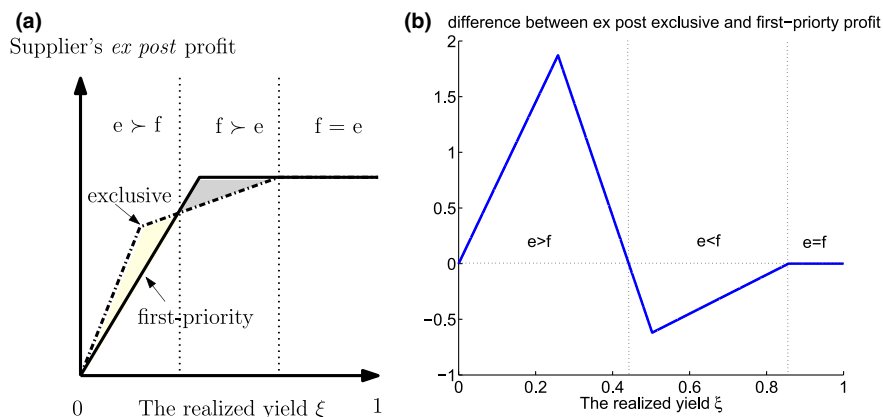 (a)
Supplier's ex post profit
e ≻ f
f ≻ e
f = e
exclusive
first-priority
0
The realized yield ξ
1
(b)
difference between ex post exclusive and first−priorty profit
2
1.5
1
0.5
0
−0.5
−1
e>f
e<f
e=f
0
0.2
0.4
0.6
0.8
1
The realized yield ξ